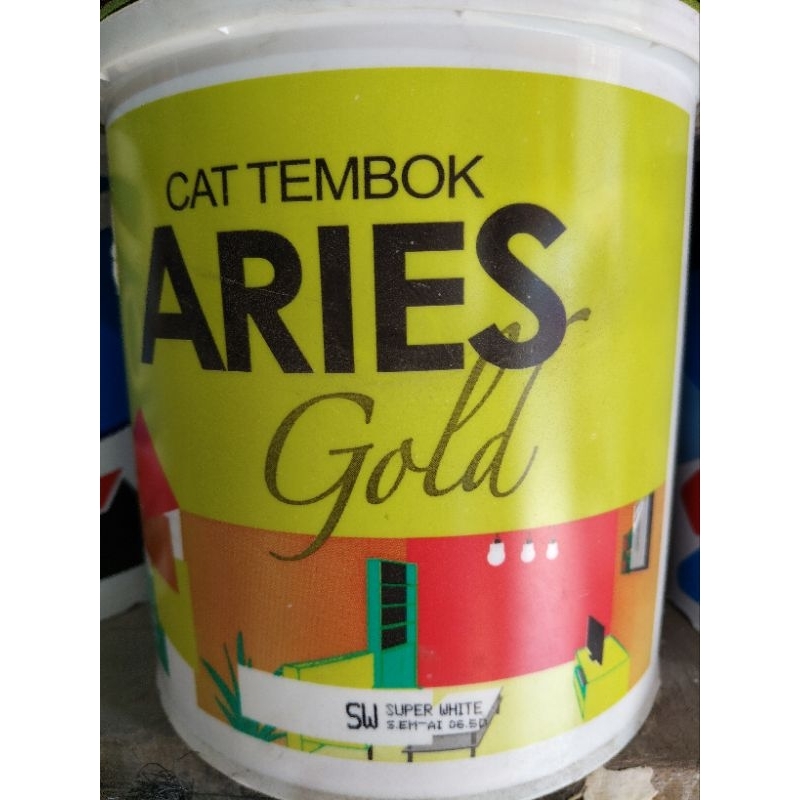 CAT TEMBOK
ARIES
Gold
SW SUPER WHITE